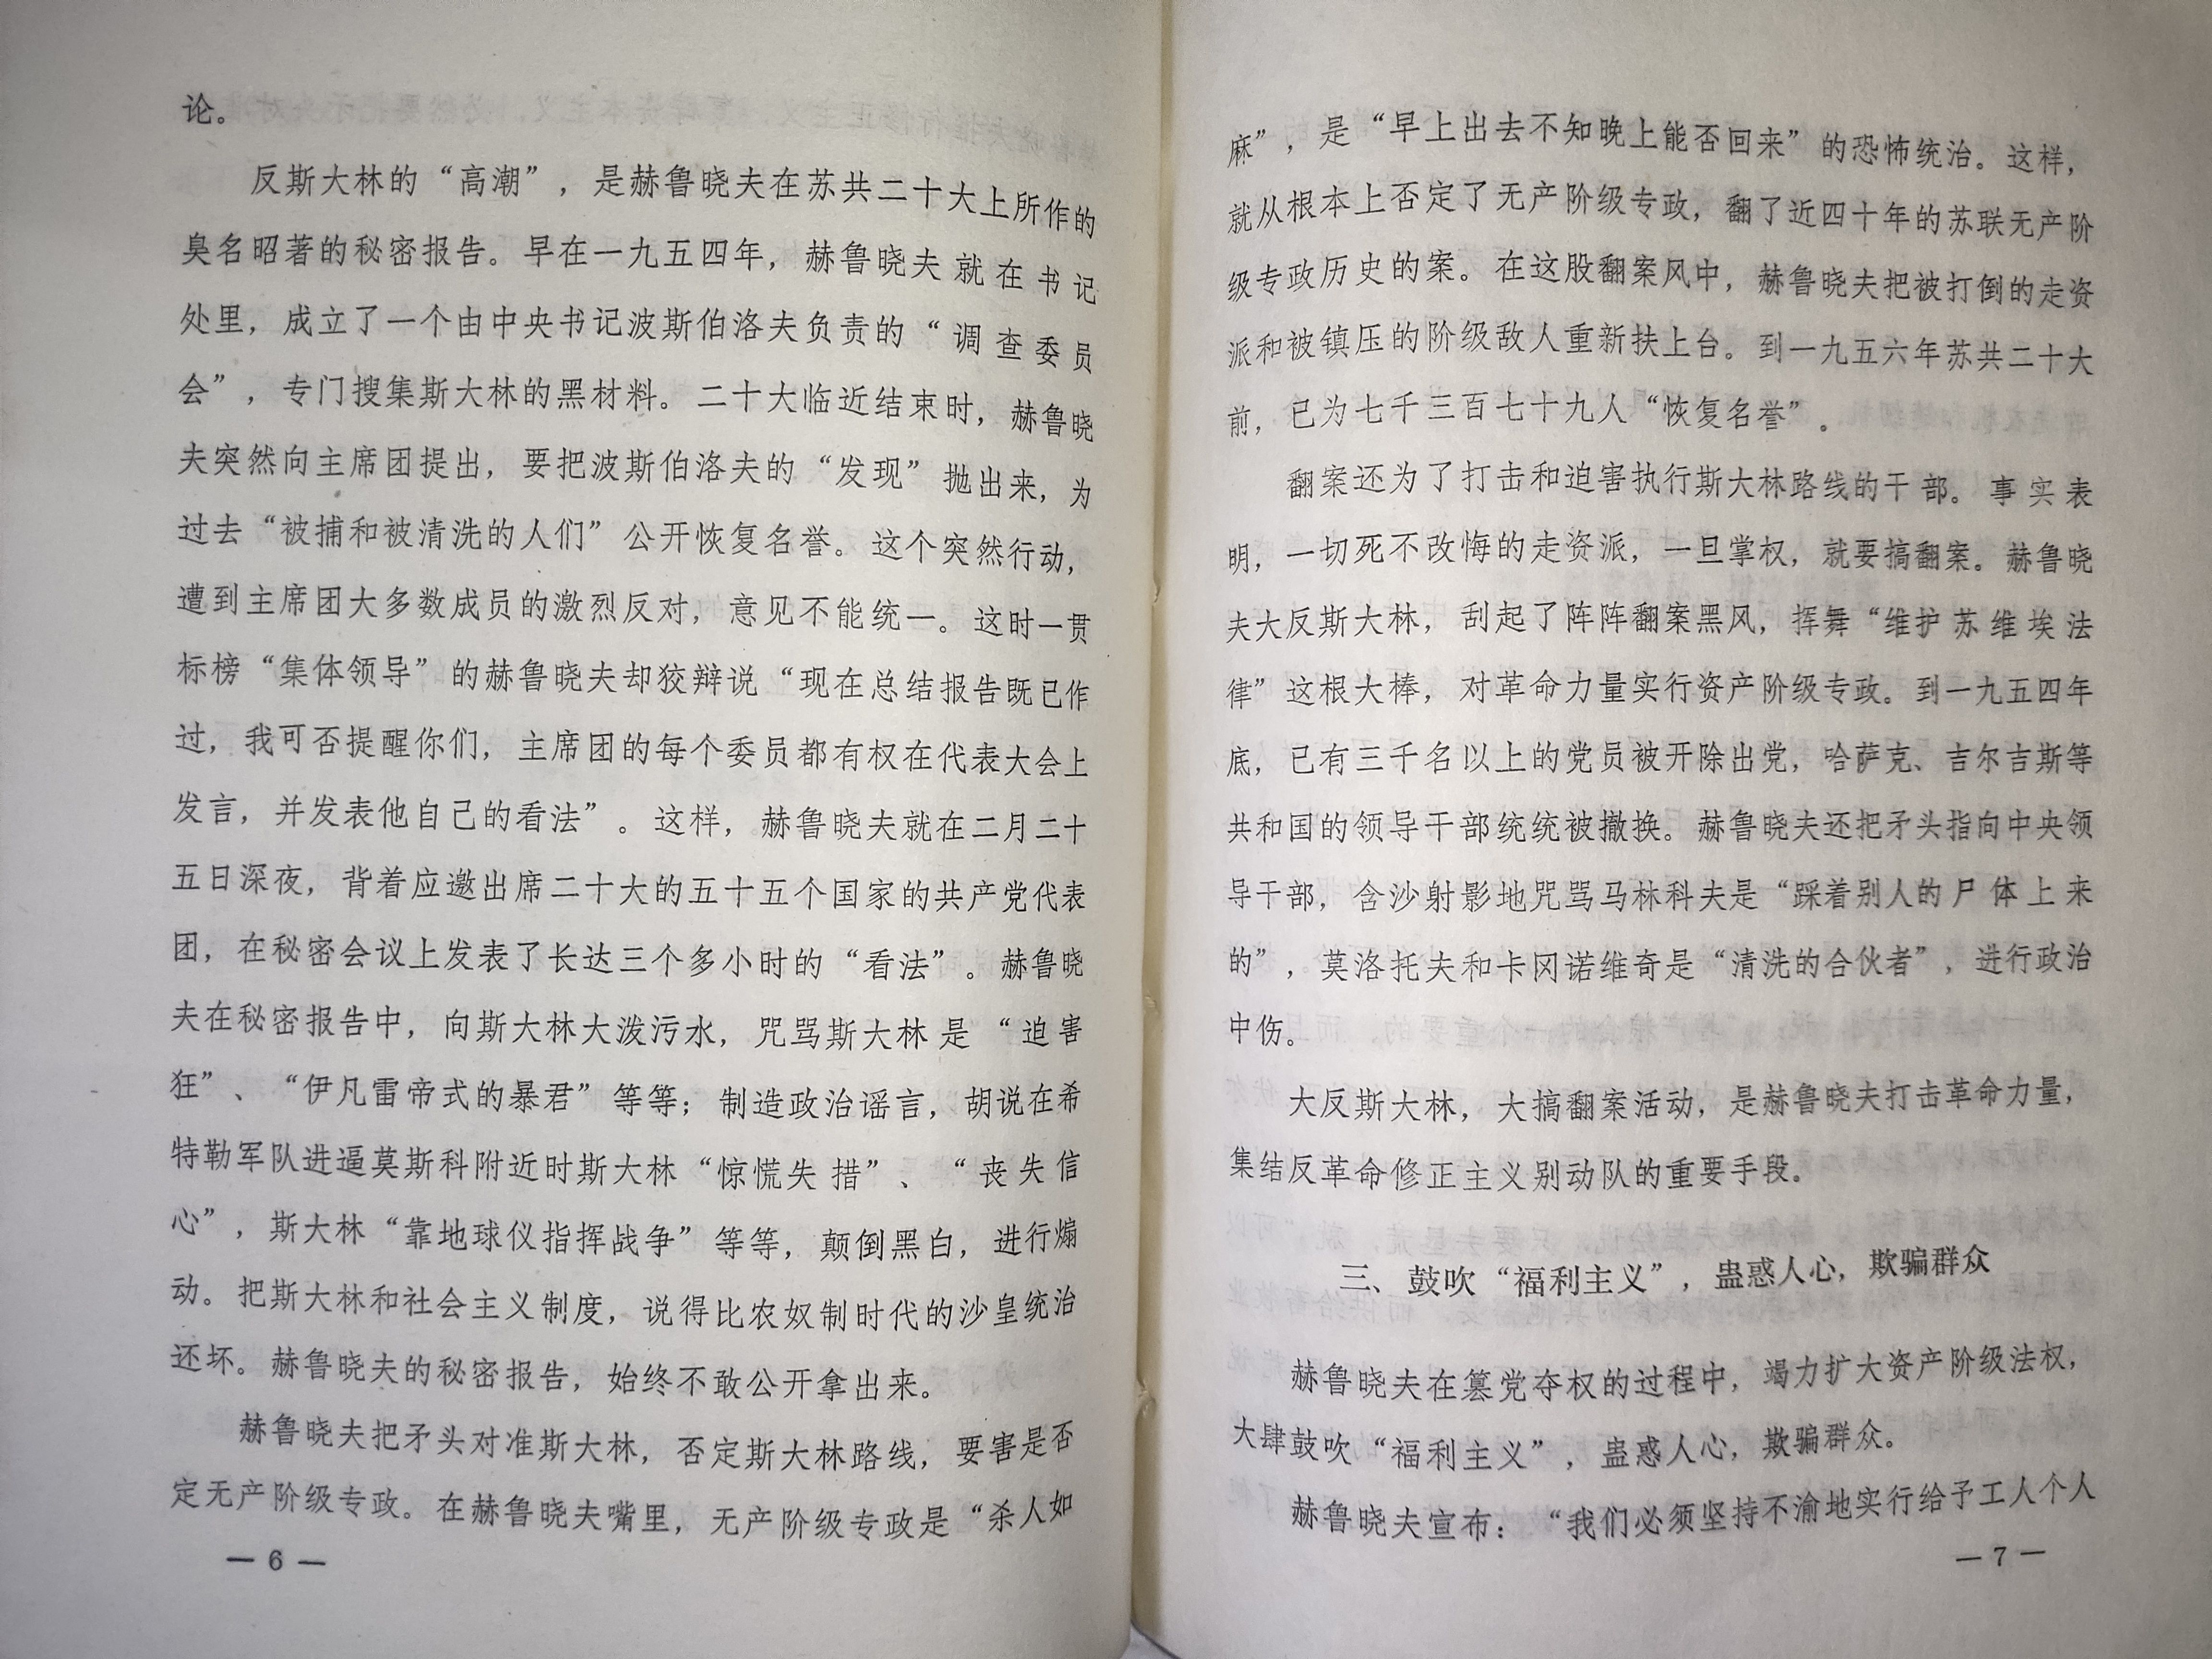 论。
反斯大林的“高潮”，是赫鲁晓夫在苏共二十大上所作的
臭名昭著的秘密报告。早在一九五四年，赫鲁晓夫就在书记
处里，成立了一个由中央书记波斯伯洛夫负责的“调查委员
会”，专门搜集斯大林的黑材料。二十大临近结束时，赫鲁晓
夫突然向主席团提出，要把波斯伯洛夫的“发现”抛出来，为
过去“被捕和被清洗的人们”公开恢复名誉。这个突然行动，
遭到主席团大多数成员的激烈反对，意见不能统一。这时一贯
标榜“集体领导”的赫鲁晓夫却狡辩说“现在总结报告既已作
过，我可否提醒你们，主席团的每个委员都有权在代表大会上
发言，并发表他自己的看法”。这样，赫鲁晓夫就在二月二十
五日深夜，背着应邀出席二十大的五十五个国家的共产党代表
团，在秘密会议上发表了长达三个多小时的“看法”。赫鲁晓
夫在秘密报告中，向斯大林大泼污水，咒骂斯大林是“迫害
狂”、“伊凡雷帝式的暴君”等等；制造政治谣言，胡说在希
特勒军队进逼莫斯科附近时斯大林“惊慌失措”、“丧失信
心”，斯大林“靠地球仪指挥战争”等等，颠倒黑白，进行煽
动。把斯大林和社会主义制度，说得比农奴制时代的沙皇统治
还坏。赫鲁晓夫的秘密报告，始终不敢公开拿出来。
赫鲁晓夫把矛头对准斯大林，否定斯大林路线，要害是否
定无产阶级专政。在赫鲁晓夫嘴里，无产阶级专政是“杀人如
— 6 —
麻”，是“早上出去不知晚上能否回来”的恐怖统治。这样，
就从根本上否定了无产阶级专政，翻了近四十年的苏联无产阶
级专政历史的案。在这股翻案风中，赫鲁晓夫把被打倒的走资
派和被镇压的阶级敌人重新扶上台。到一九五六年苏共二十大
前，已为七千三百七十九人“恢复名誉”。
翻案还为了打击和迫害执行斯大林路线的干部。事实表
明，一切死不改悔的走资派，一旦掌权，就要搞翻案。赫鲁晓
夫大反斯大林，刮起了阵阵翻案黑风，挥舞“维护苏维埃法
律”这根大棒，对革命力量实行资产阶级专政。到一九五四年
底，已有三千名以上的党员被开除出党，哈萨克、吉尔吉斯等
共和国的领导干部统统被撤换。赫鲁晓夫还把矛头指向中央领
导干部，含沙射影地咒骂马林科夫是“踩着别人的尸体上来
的”，莫洛托夫和卡冈诺维奇是“清洗的合伙者”，进行政治
中伤。
大反斯大林，大搞翻案活动，是赫鲁晓夫打击革命力量，
集结反革命修正主义别动队的重要手段。
三、鼓吹“福利主义”，蛊惑人心，欺骗群众
赫鲁晓夫在篡党夺权的过程中，竭力扩大资产阶级法权，
大肆鼓吹“福利主义”，蛊惑人心，欺骗群众。
赫鲁晓夫宣布：“我们必须坚持不渝地实行给予工人个人
— 7 —